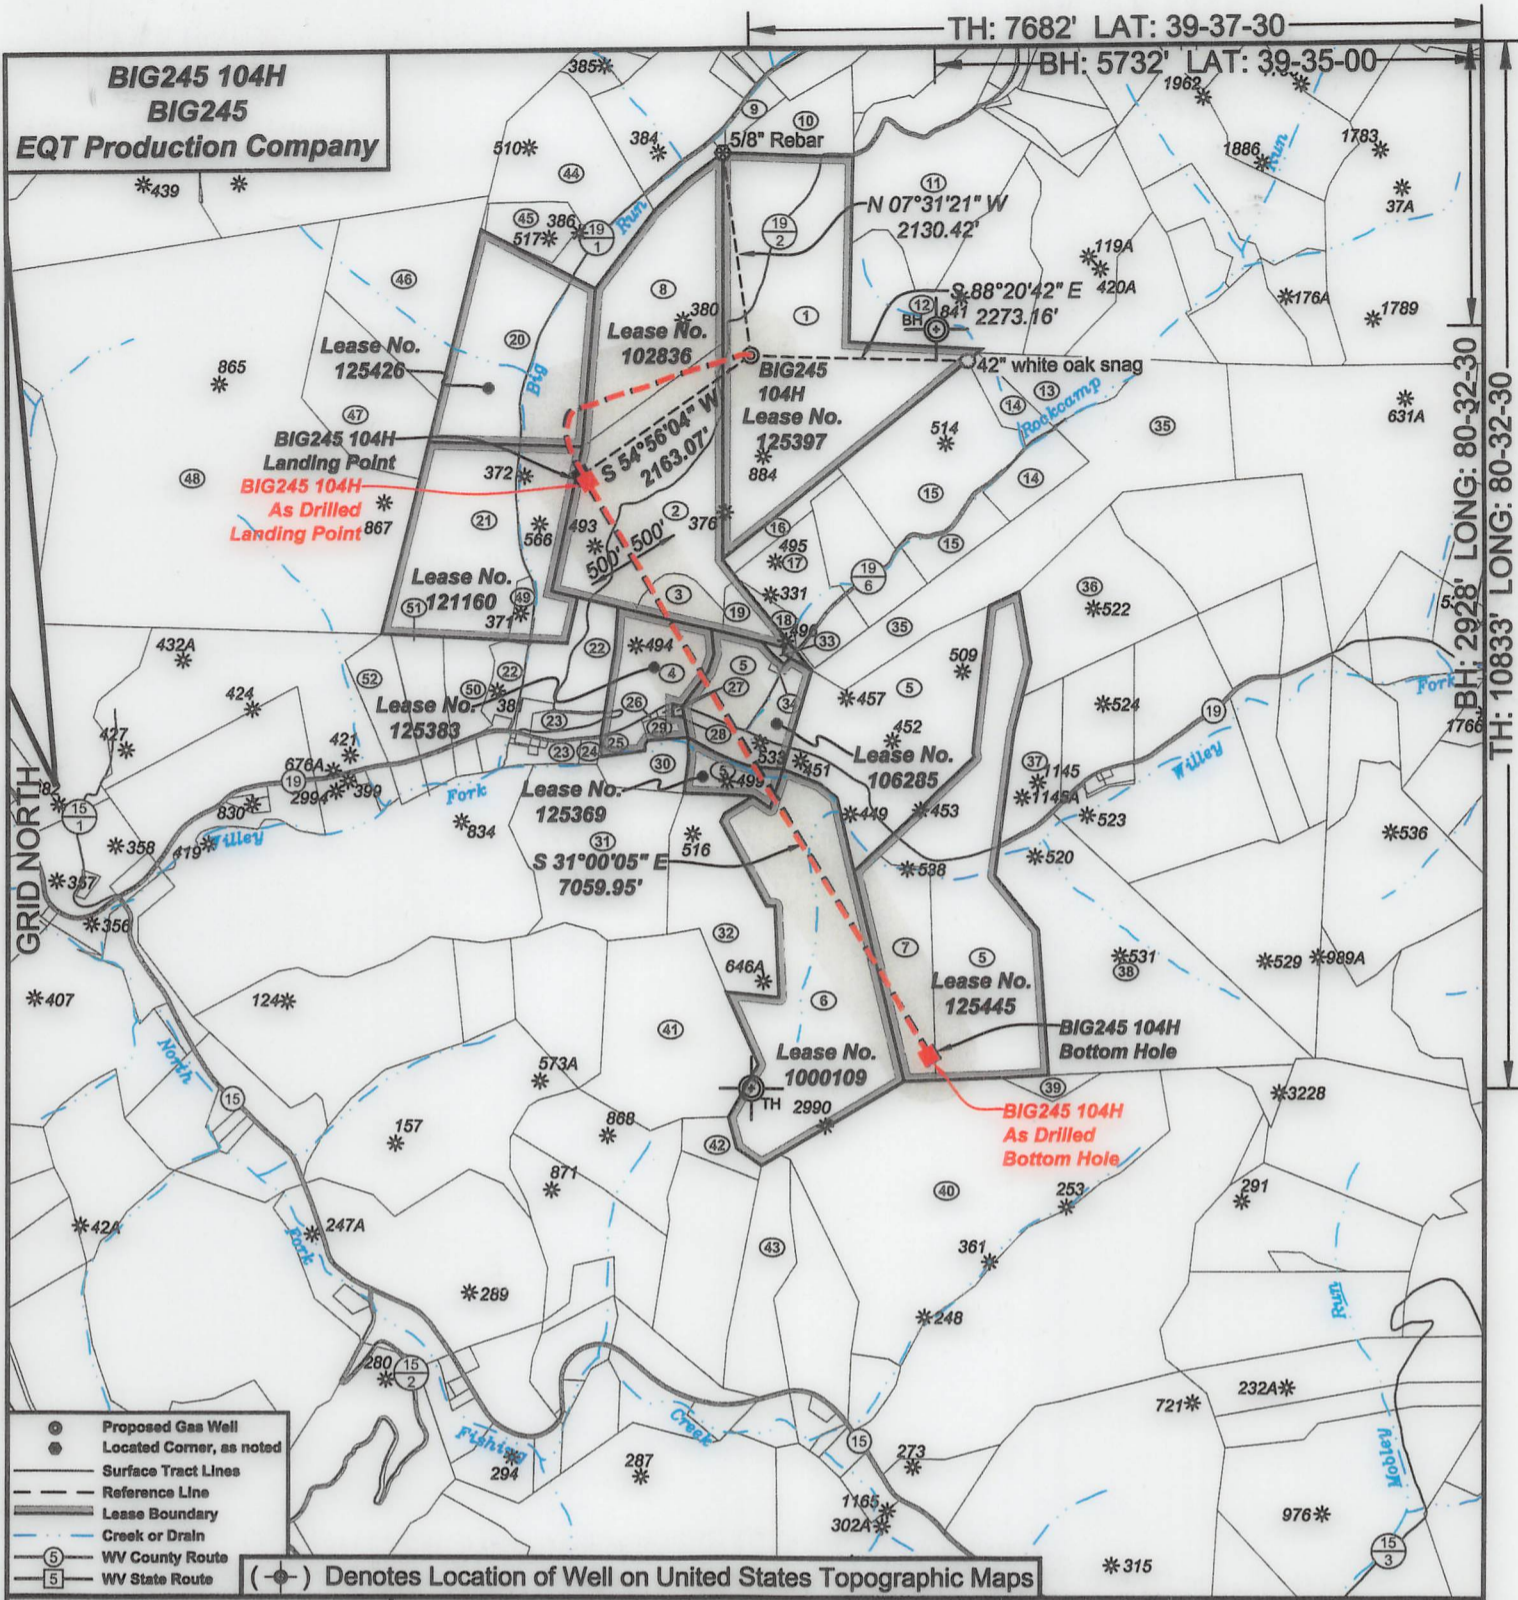 TH: 7682' LAT: 39-37-30
BH: 5732' LAT: 39-35-00
BIG245 104H
BIG245
EQT Production Company
BH: 2928' LONG: 80-32-30
TH: 10833' LONG: 80-32-30
GRID NORTH
385
9
10
5/8" Rebar
1962
1783
1886
Run
510
384
44
439
11
N 07°31'21" W
2130.42'
37A
45
386
517
19
1
Run
19
2
119A
420A
46
8
380
1
12
841
BH
S 88°20'42" E
2273.16'
176A
1789
20
Lease No.
125426
Lease No.
102836
BIG245
104H
42" white oak snag
865
Big
13
14
Rockcamp
631A
47
Lease No.
125397
514
35
BIG245 104H
Landing Point
S 54°56'04" W
2163.07'
884
48
372
BIG245 104H
As Drilled
Landing Point
867
14
15
21
566
493
2
376
16
495
17
15
500' 500'
Lease No.
121160
51
49
371
3
331
19
6
36
522
Fork
19
18
33
35
432A
22
494
4
5
509
52
50
22
381
27
457
5
424
Lease No.
125383
26
34
524
19
Fork
1766
427
421
23
29
28
452
Willey
676A
23
24
25
533
451
Lease No.
106285
19
2994
399
30
5
499
37
1145
1145A
15
1
830
Fork
Lease No.
125369
449
453
523
358
419
Willey
834
31
516
520
536
S 31°00'05" E
7059.95'
538
357
356
32
7
5
531
38
529
989A
646A
Lease No.
125445
407
124
6
41
BIG245 104H
Bottom Hole
North
573A
Lease No.
1000109
39
3228
15
TH
2990
BIG245 104H
As Drilled
Bottom Hole
157
868
42
871
40
253
291
42A
247A
Fork
43
361
289
248
Run
280
15
2
232A
721
Creek
Fishing
294
287
15
273
Mobley
1165
302A
976
315
15
3
Proposed Gas Well
Located Corner, as noted
Surface Tract Lines
Reference Line
Lease Boundary
Creek or Drain
5 WV County Route
5 WV State Route
( ) Denotes Location of Well on United States Topographic Maps